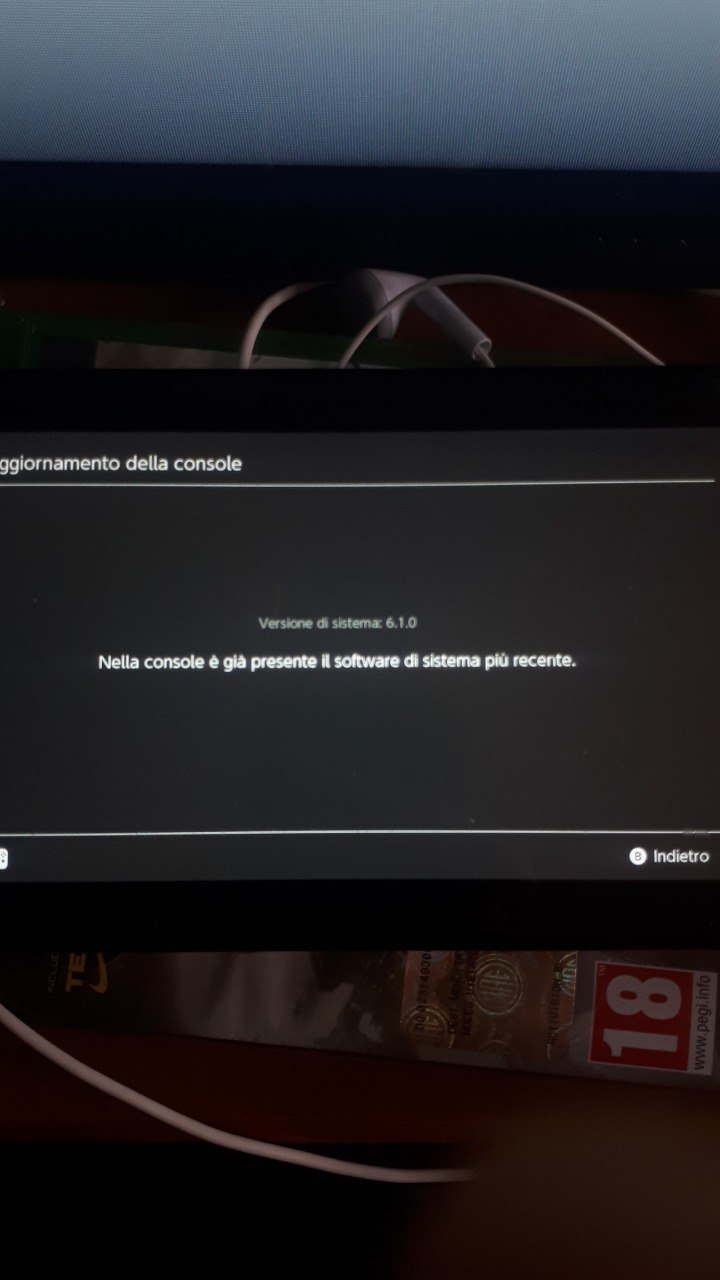 ggiornamento della console
Versione di sistema: 6.1.0
Nella console è già presente il software di sistema più recente.
B Indietro
TE
18
www.pegi.info